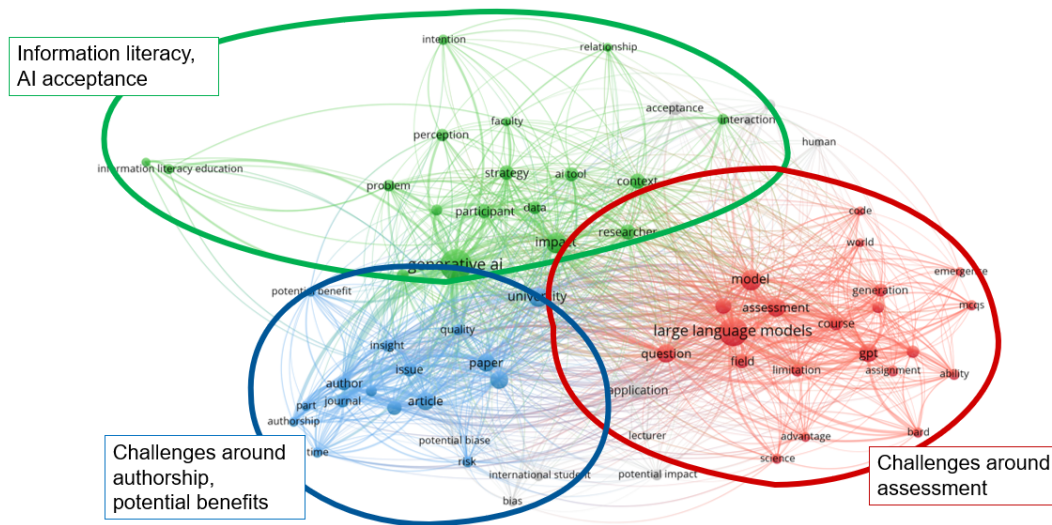 Information literacy,
AI acceptance
intention
relationship
acceptance
interaction
faculty
perception
human
information literacy education
strategy
ai tool
problem
context
participant
data
code
researcher
impact
world
generative ai
emergence
potential benefit
model
generation
university
mcqs
assessment
quality
large language models
course
insight
question
gpt
paper
field
issue
limitation
assignment
ability
author
application
journal
article
part
authorship
bard
lecturer
advantage
potential biase
time
science
risk
international student
potential impact
bias
Challenges around
authorship,
potential benefits
Challenges around
assessment